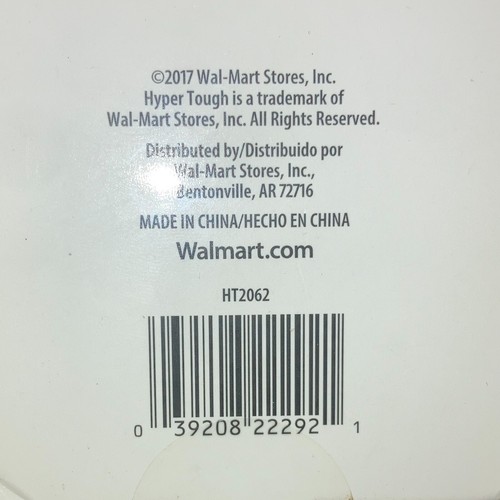 ©2017 Wal-Mart Stores, Inc.
Hyper Tough is a trademark of
Wal-Mart Stores, Inc. All Rights Reserved.
Distributed by/Distribuido por
Wal-Mart Stores, Inc.,
Bentonville, AR 72716
MADE IN CHINA/HECHO EN CHINA
Walmart.com
HT2062
0 39208 22292 1